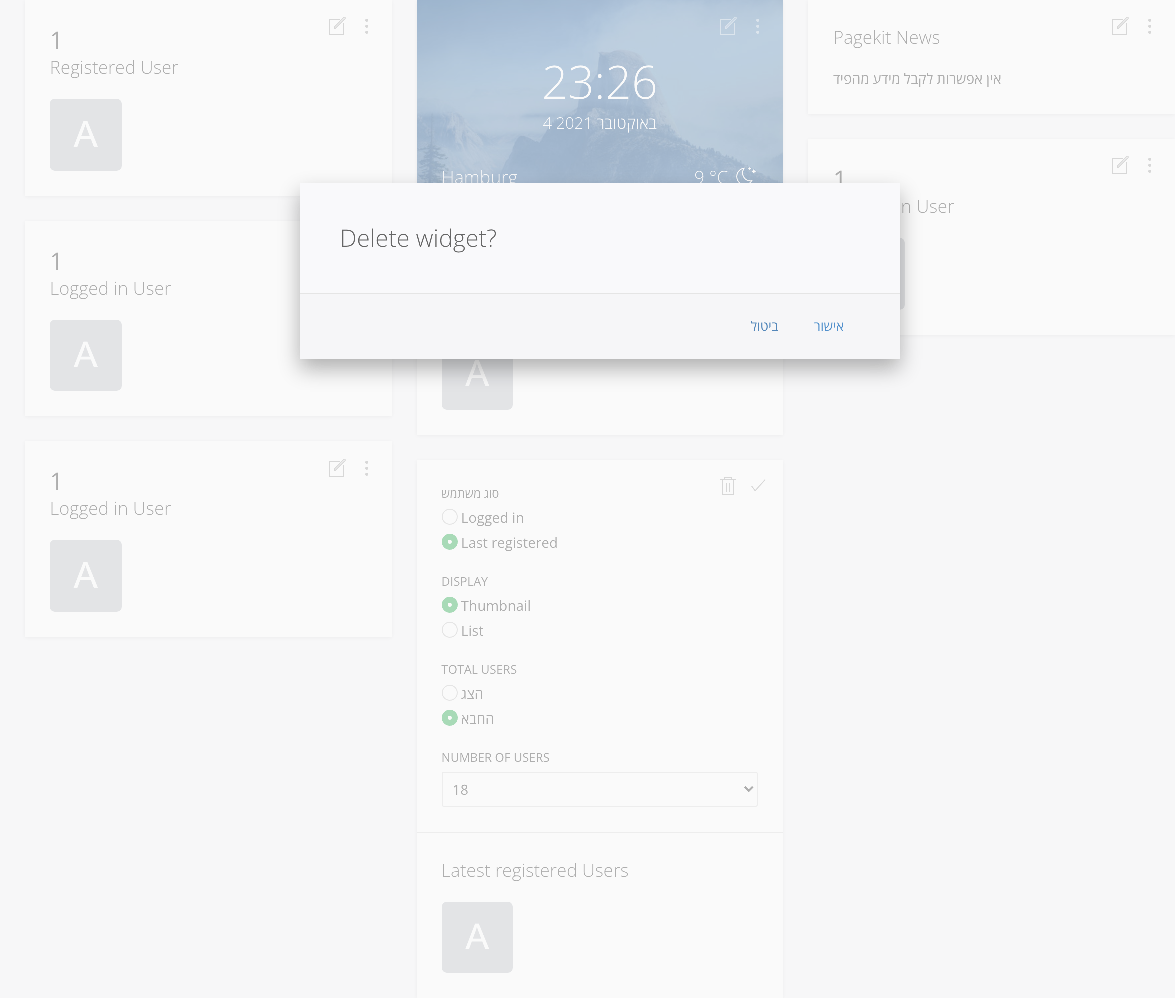 1
Registered User
A
1
Logged in User
A
1
Logged in User
A
23:26
4 באוקטובר 2021
Hamburg
9 °C
Delete widget?
ביטול
אישור
A
סוג משתמש
Logged in
Last registered
DISPLAY
Thumbnail
List
TOTAL USERS
הצג
החבא
NUMBER OF USERS
18
Latest registered Users
A
Pagekit News
אין אפשרות לקבל מידע מהפיד
1
n User